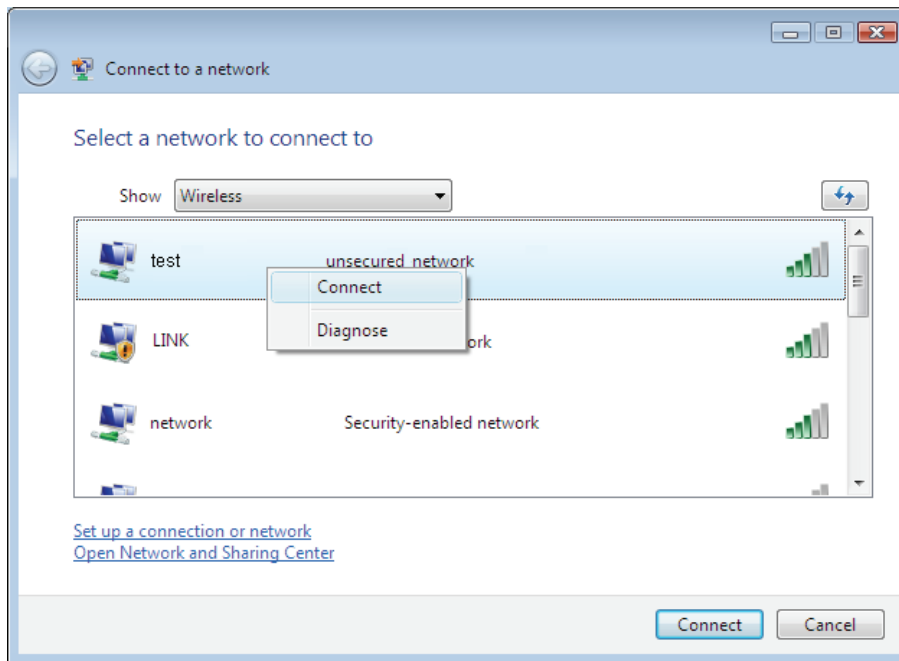 Connect to a network
Select a network to connect to
Show Wireless
test unsecured network
Connect
Diagnose
LINK
network Security-enabled network
Set up a connection or network
Open Network and Sharing Center
Connect Cancel